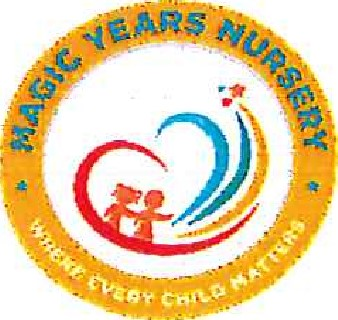 MAGIC YEARS NURSERY
WHERE EVERY CHILD MATTERS